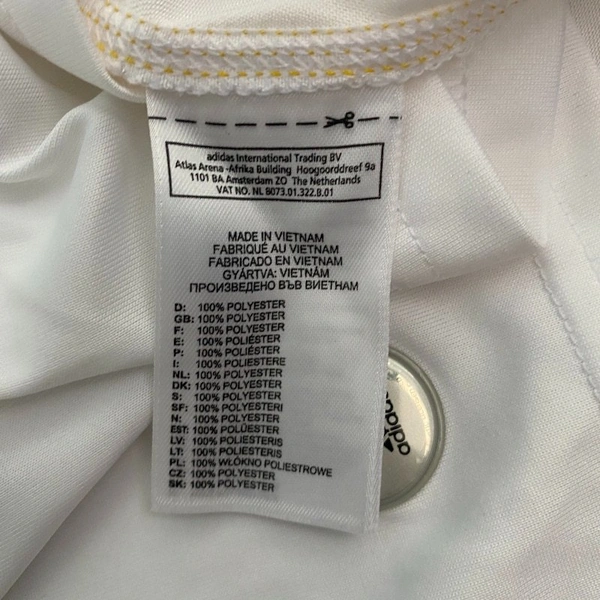 adidas International Trading BV
Atlas Arena -Afrika Building Hoogoorddreef 9a
1101 BA Amsterdam ZO The Netherlands
VAT NO. NL 8073.01.322.B.01
MADE IN VIETNAM
FABRIQUÉ AU VIETNAM
FABRICADO EN VIETNAM
GYÁRTVA: VIETNÁM
ПРОИЗВЕДЕНО ВЪВ ВИЕТНАМ
D: 100% POLYESTER
GB: 100% POLYESTER
F: 100% POLYESTER
E: 100% POLIÉSTER
P: 100% POLIÉSTER
I: 100% POLIESTERE
NL: 100% POLYESTER
DK: 100% POLYESTER
S: 100% POLYESTER
SF: 100% POLYESTERI
N: 100% POLYESTER
EST: 100% POLÜESTER
LV: 100% POLIESTERIS
LT: 100% POLIESTERIS
PL: 100% WŁÓKNO POLIESTROWE
CZ: 100% POLYESTER
SK: 100% POLYESTER
adidas